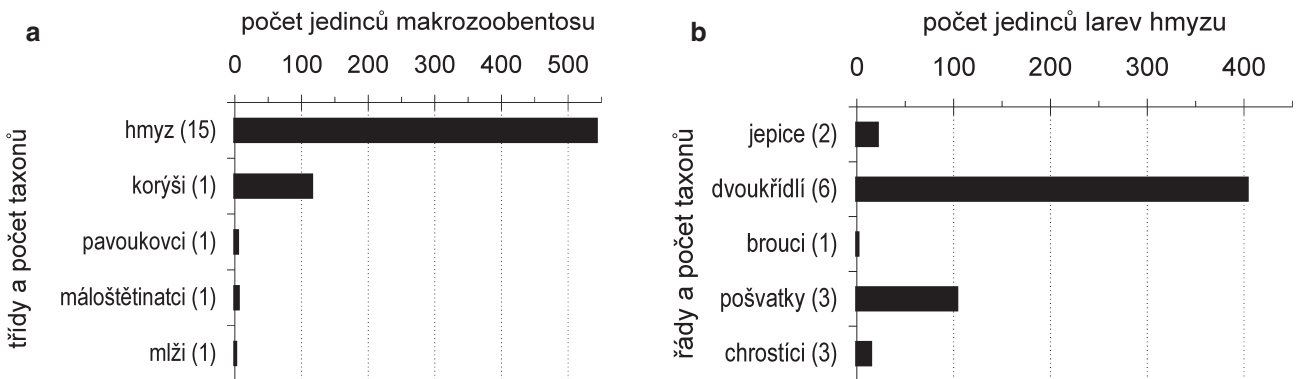 a
počet jedinců makrozoobentosu
0 100 200 300 400 500
třídy a počet taxonů
hmyz (15)
korýši (1)
pavoukovci (1)
máloštětinatci (1)
mlži (1)
b
počet jedinců larev hmyzu
0 100 200 300 400
řády a počet taxonů
jepice (2)
dvoukřídlí (6)
brouci (1)
pošvatky (3)
chrostíci (3)